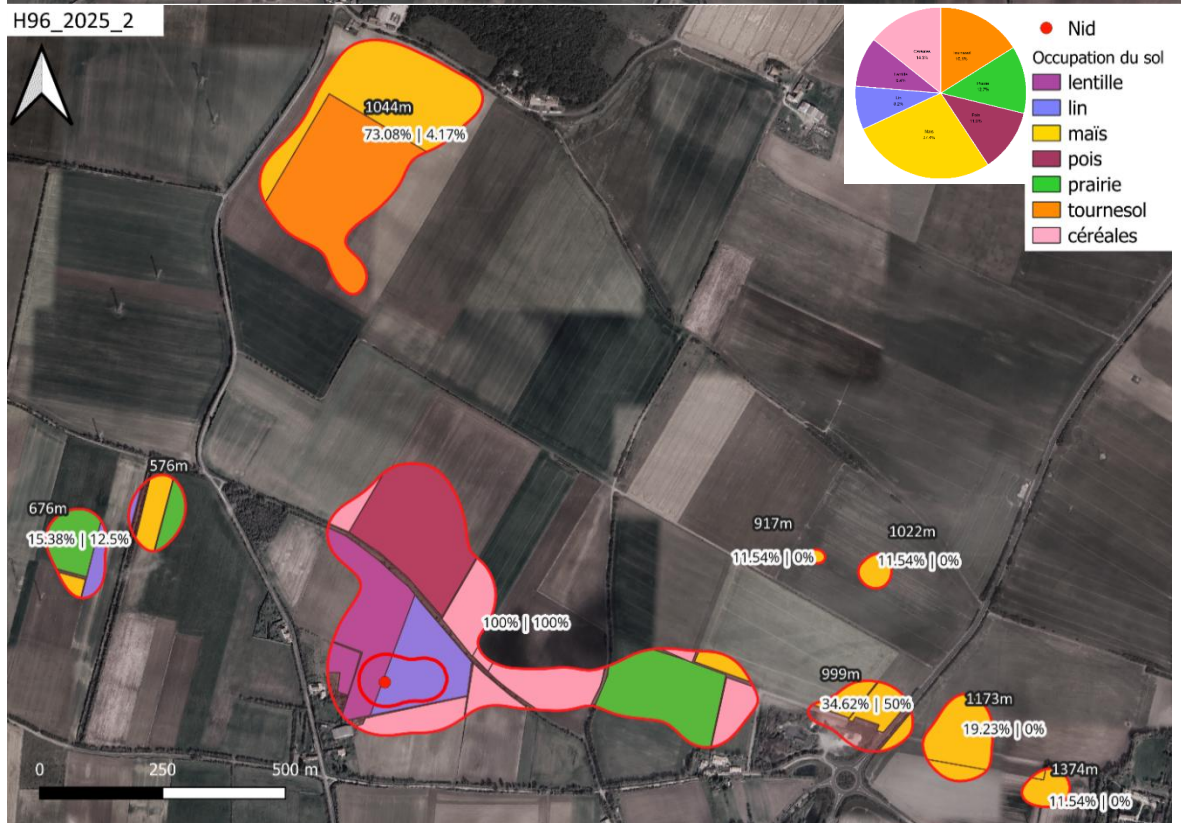 H96_2025_2
Nid
Occupation du sol
lentille
lin
maïs
pois
prairie
tournesol
céréales
1044m
73.08% | 4.17%
576m
676m
15.38% | 12.5%
917m
11.54% | 0%
1022m
11.54% | 0%
100% | 100%
999m
34.62% | 50%
1173m
19.23% | 0%
1374m
11.54% | 0%
0 250 500 m